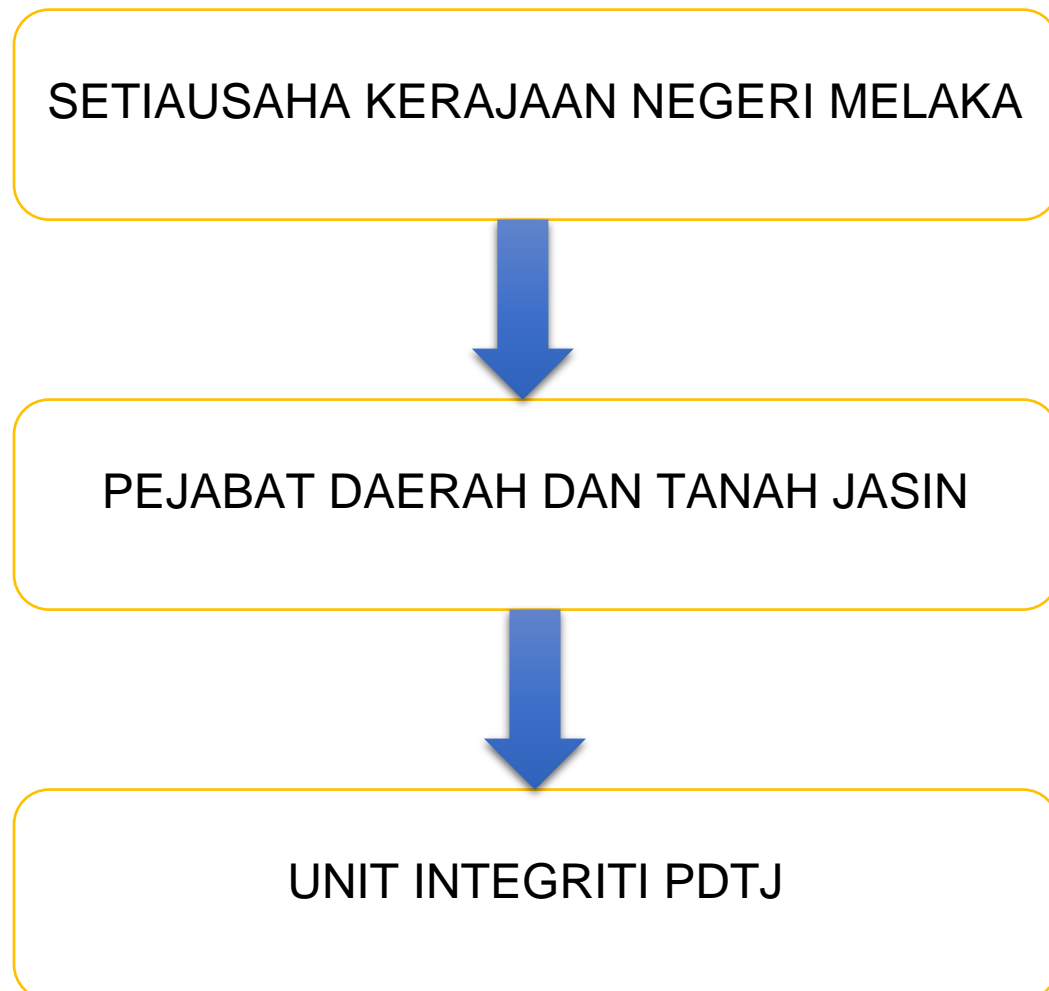 SETIAUSAHA KERAJAAN NEGERI MELAKA
PEJABAT DAERAH DAN TANAH JASIN
UNIT INTEGRITI PDTJ